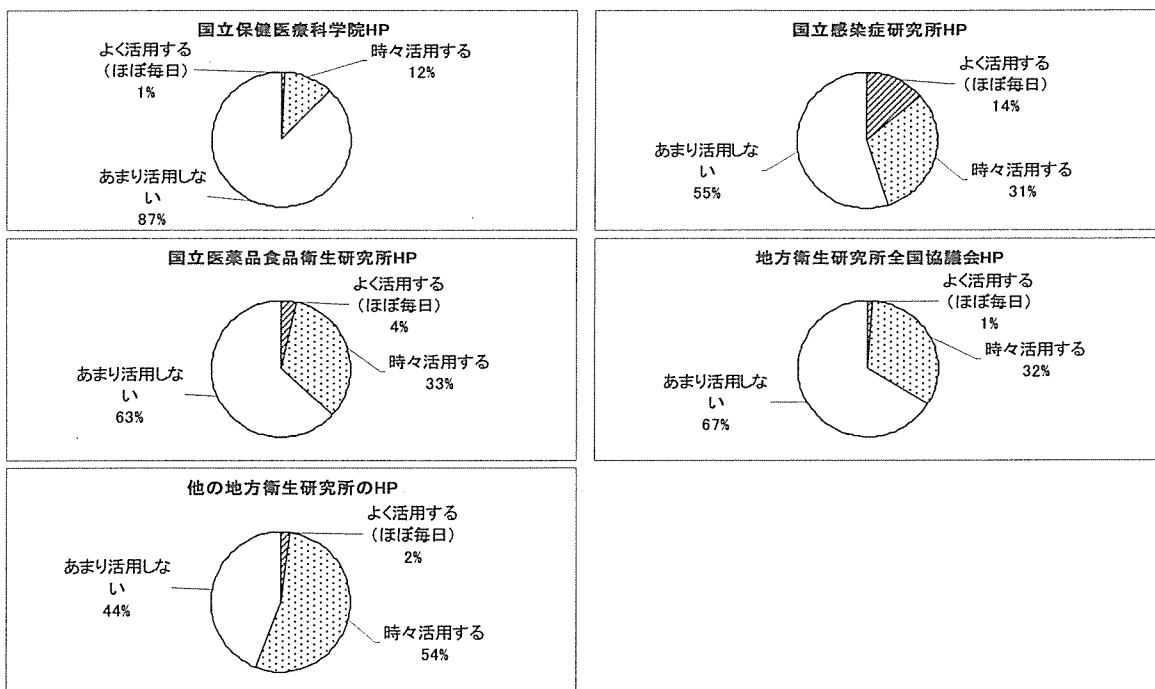 国立保健医療科学院HP
よく活用する
(ほぼ毎日)
1%
時々活用する
12%
あまり活用しな
い
87%
国立感染症研究所HP
よく活用する
(ほぼ毎日)
14%
時々活用する
31%
あまり活用しな
い
55%
国立医薬品食品衛生研究所HP
よく活用する
(ほぼ毎日)
4%
時々活用する
33%
あまり活用しな
い
63%
地方衛生研究所全国協議会HP
よく活用する
(ほぼ毎日)
1%
時々活用する
32%
あまり活用しな
い
67%
他の地方衛生研究所のHP
よく活用する
(ほぼ毎日)
2%
時々活用する
54%
あまり活用しな
い
44%